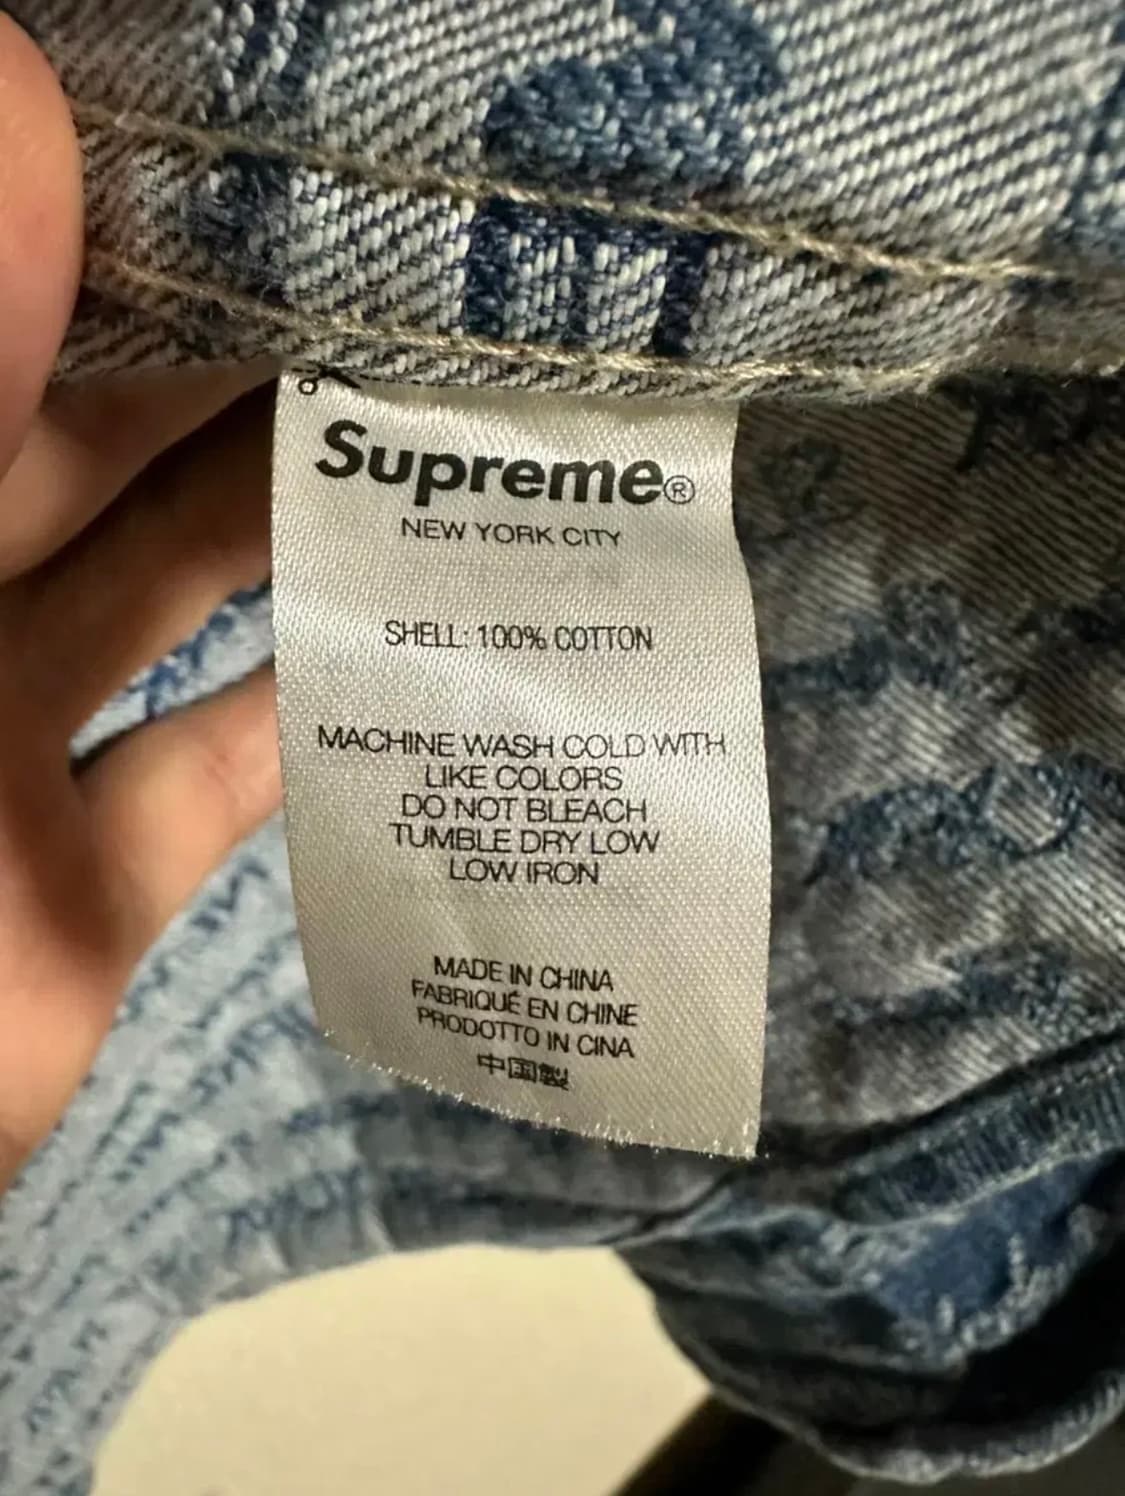 Supreme®
NEW YORK CITY
SHELL: 100% COTTON
MACHINE WASH COLD WITH
LIKE COLORS
DO NOT BLEACH
TUMBLE DRY LOW
LOW IRON
MADE IN CHINA
FABRIQUÉ EN CHINE
PRODOTTO IN CINA
中国製